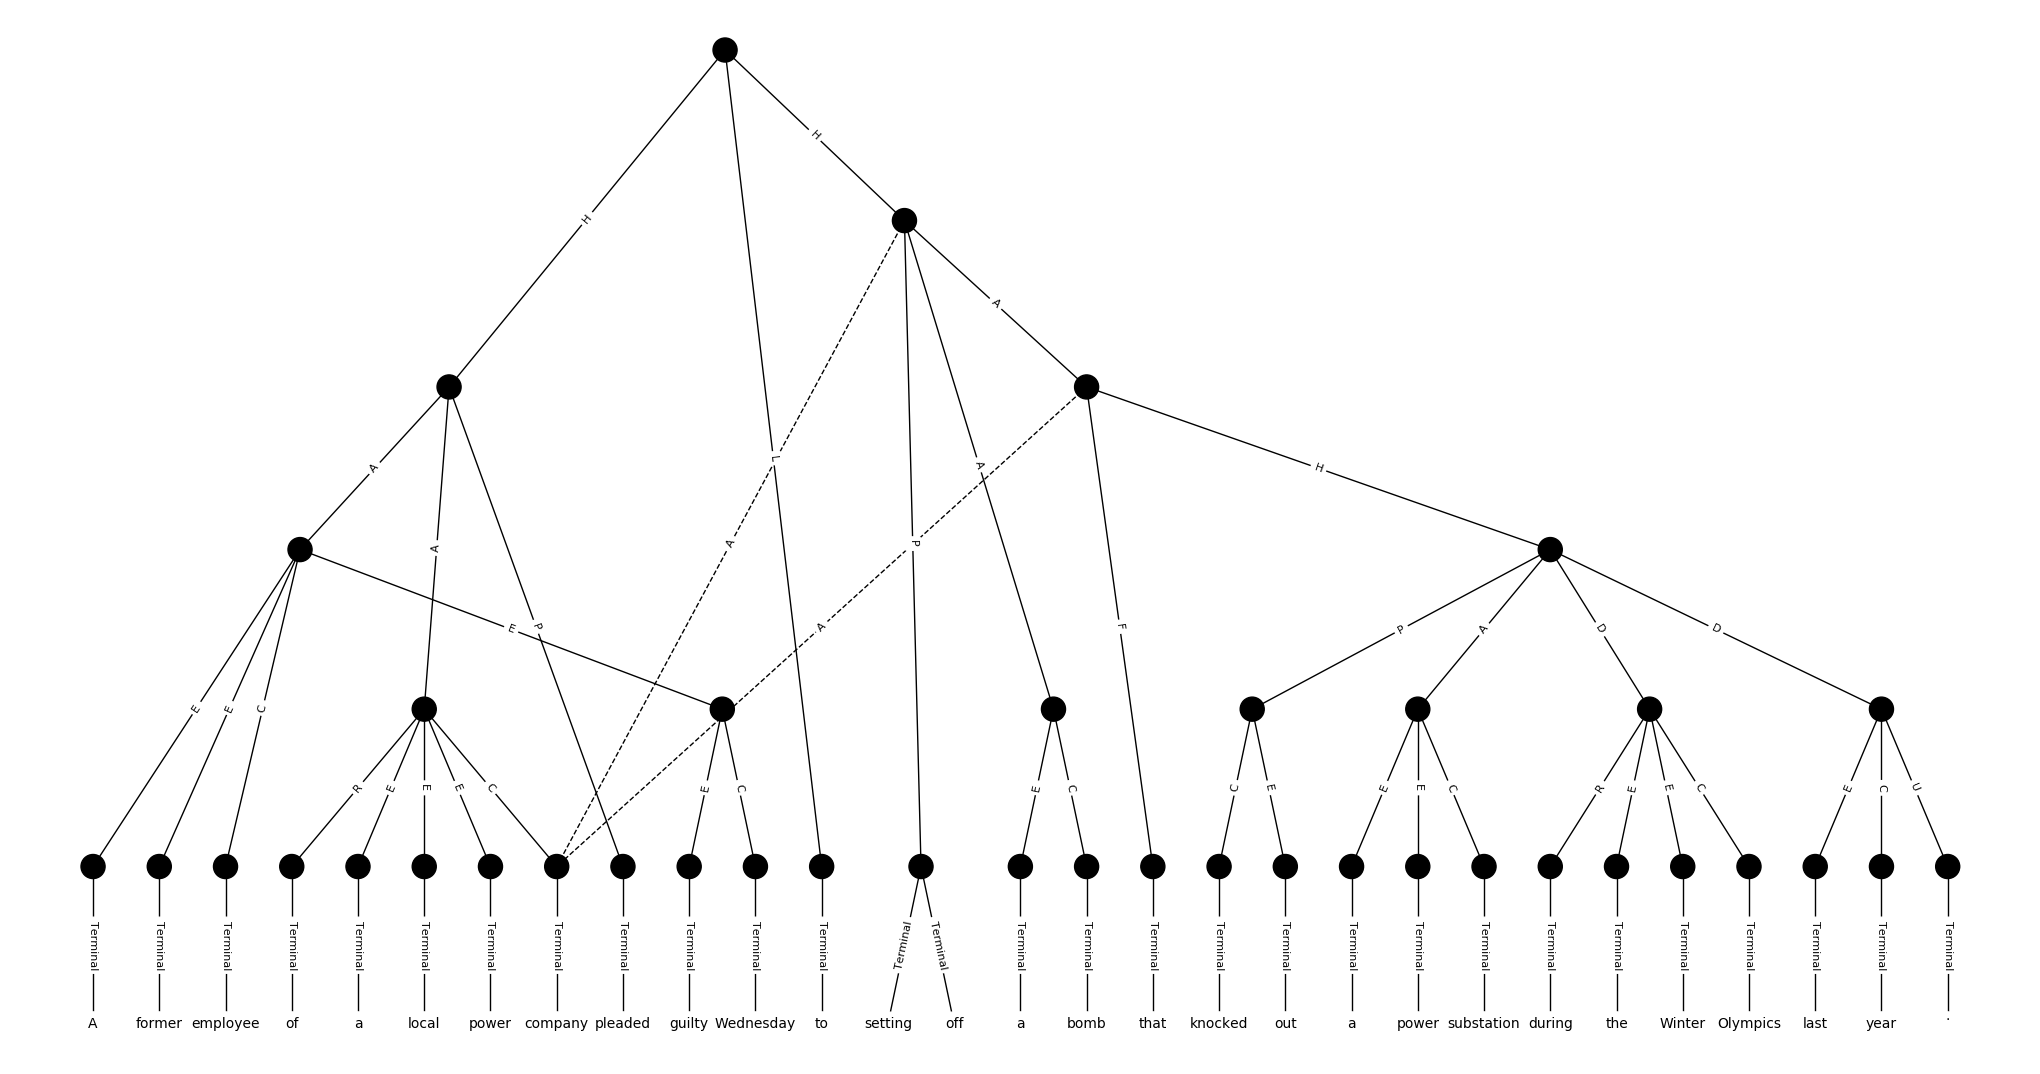 H
H
A
A
L
A
H
A
A
P
E
P
A
F
P
A
D
D
E
E
C
R
E
E
E
C
E
C
E
C
C
E
E
E
C
R
E
E
C
E
C
U
Terminal Terminal Terminal Terminal Terminal Terminal Terminal Terminal Terminal Terminal Terminal Terminal Terminal Terminal Terminal Terminal Terminal Terminal Terminal Terminal Terminal Terminal Terminal Terminal Terminal Terminal Terminal Terminal Terminal
A former employee of a local power company pleaded guilty Wednesday to setting off a bomb that knocked out a power substation during the Winter Olympics last year .